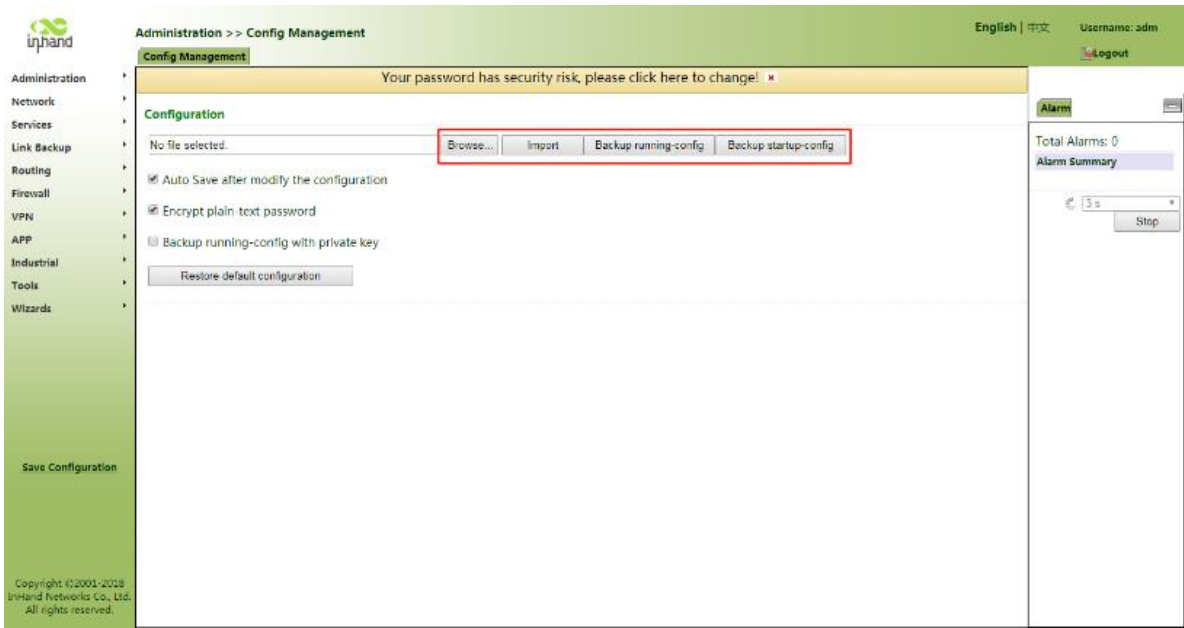 inhand
Administration >> Config Management
English | 中文
Username: adm
Config Management
Logout
Your password has security risk, please click here to change! ×
Administration
Network
Services
Link Backup
Routing
Firewall
VPN
APP
Industrial
Tools
Wizards
Save Configuration
Copyright ©2001-2018
InHand Networks Co., Ltd.
All rights reserved.
Configuration
No file selected.
Browse... Import Backup running-config Backup startup-config
Auto Save after modify the configuration
Encrypt plain-text password
Backup running-config with private key
Restore default configuration
Alarm
Total Alarms: 0
Alarm Summary
3 s
Stop